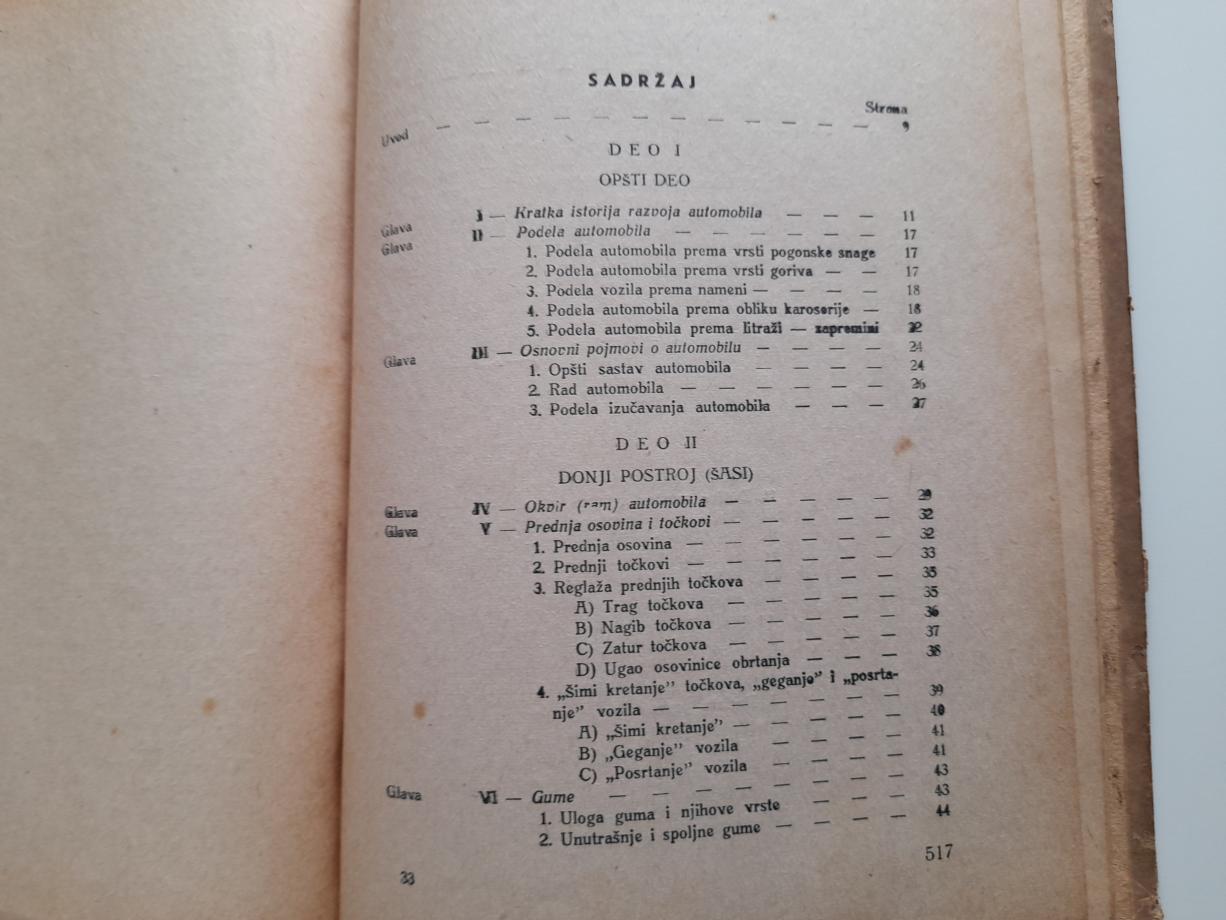 SADRŽAJ
Strana
Uvod — — — — — — — — — — — — 9
DEO I
OPŠTI DEO
Glava I — Kratka istorija razvoja automobila — — — 11
Glava II — Podela automobila — — — — — — 17
1. Podela automobila prema vrsti pogonske snage 17
2. Podela automobila prema vrsti goriva — — 17
3. Podela vozila prema nameni — — — — 18
4. Podela automobila prema obliku karoserije — 18
5. Podela automobila prema litraži — zapremini 22
Glava III — Osnovni pojmovi o automobilu — — — — 24
1. Opšti sastav automobila — — — — 24
2. Rad automobila — — — — — — 26
3. Podela izučavanja automobila — — — 27
DEO II
DONJI POSTROJ (ŠASI)
Glava IV — Okvir (ram) automobila — — — — — 29
Glava V — Prednja osovina i točkovi — — — — — 32
1. Prednja osovina — — — — — — 32
2. Prednji točkovi — — — — — — 33
3. Reglaža prednjih točkova — — — — 35
A) Trag točkova — — — — — 35
B) Nagib točkova — — — — — 36
C) Zatur točkova — — — — — 37
D) Ugao osovinice obrtanja — — — 38
4. „Šimi kretanje” točkova, „geganje” i „posrta-
nje” vozila — — — — — — — 39
A) „Šimi kretanje” — — — — — 40
B) „Geganje” vozila — — — — 41
C) „Posrtanje” vozila — — — — 41
Glava VI — Gume — — — — — — — — 43
1. Uloga guma i njihove vrste — — — 43
2. Unutrašnje i spoljne gume — — — — 44
33
517